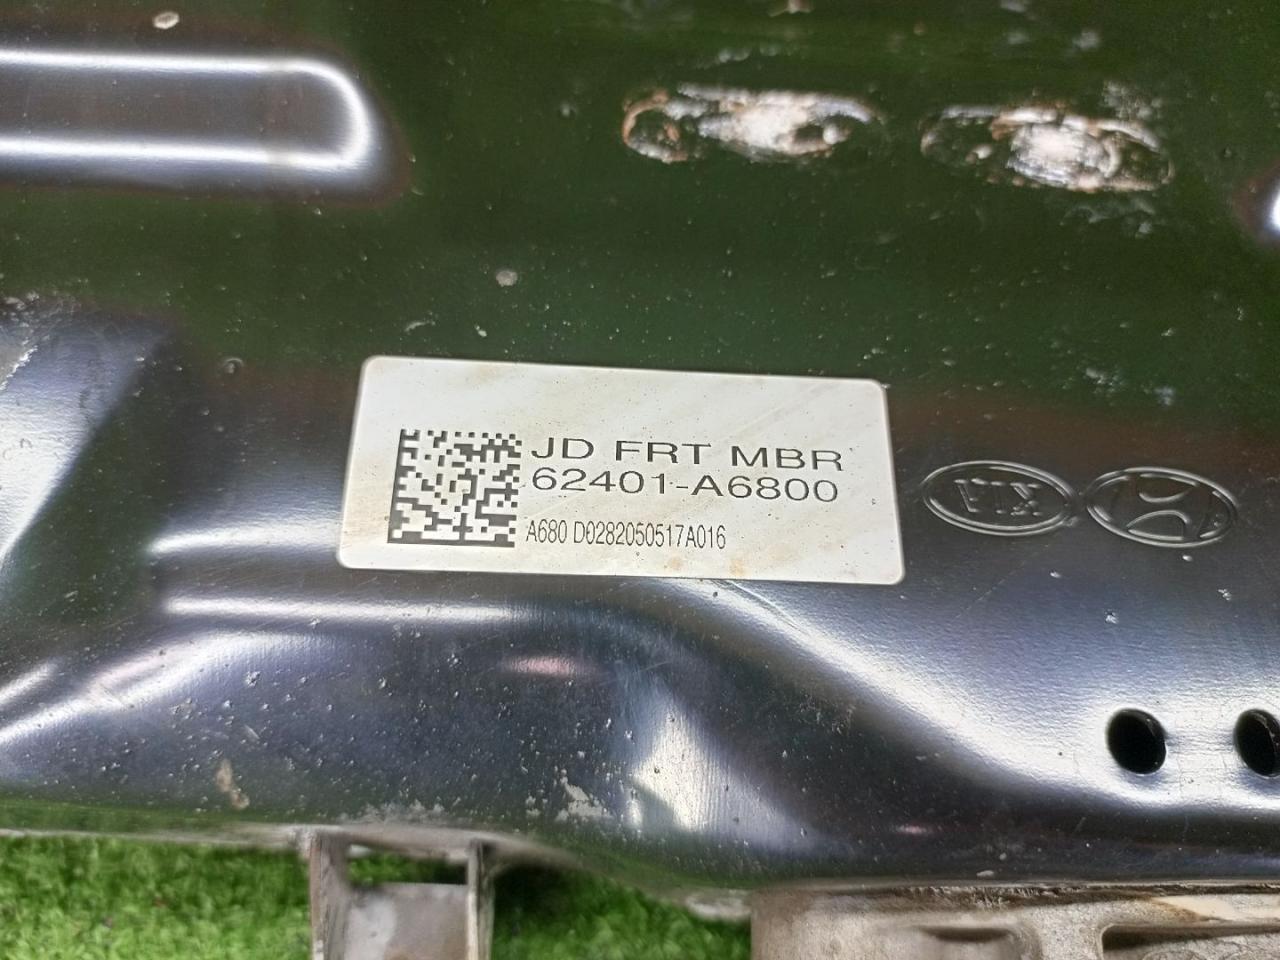 JD FRT MBR
62401-A6800
A680 D0282050517A016
KIA